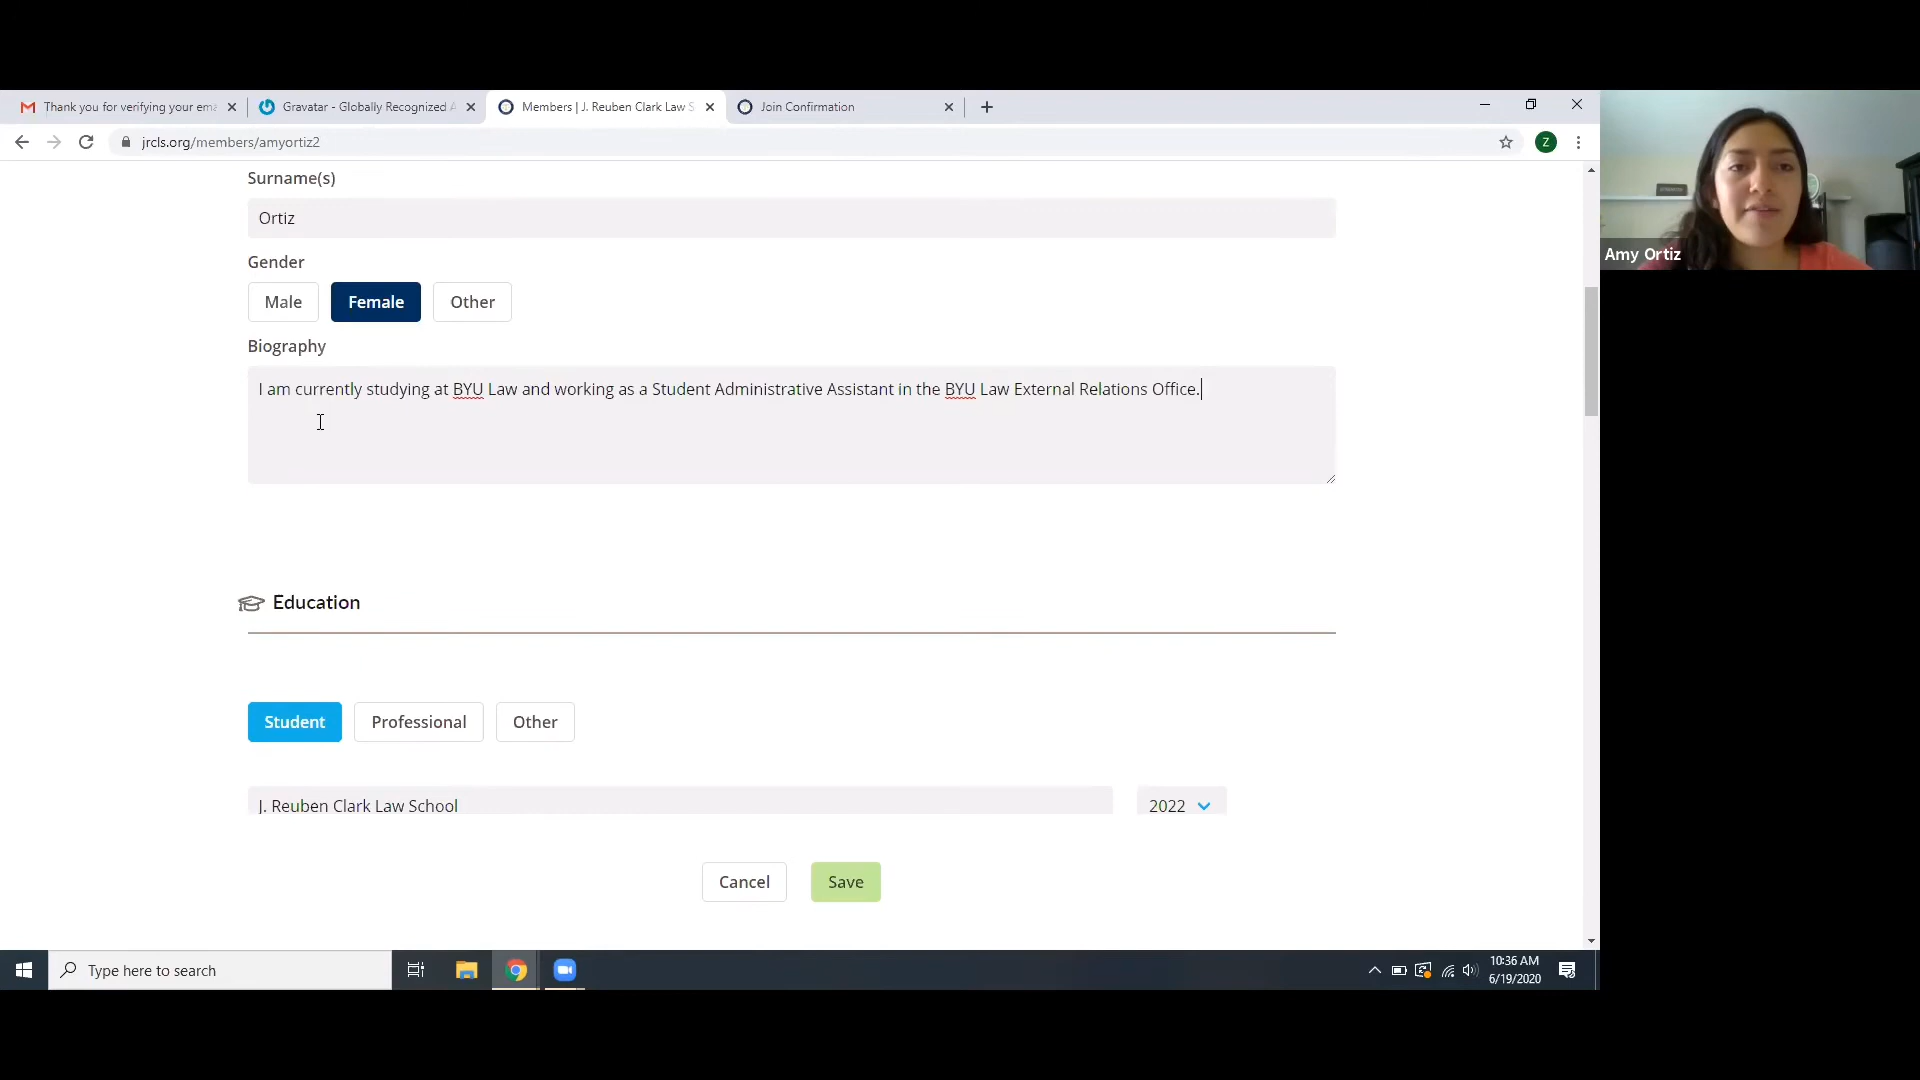 Thank you for verifying your ema
Gravatar - Globally Recognized A
Members | J. Reuben Clark Law S
Join Confirmation
jrcls.org/members/amyortiz2
Z
Surname(s)
Ortiz
Gender
Male Female Other
Biography
I am currently studying at BYU Law and working as a Student Administrative Assistant in the BYU Law External Relations Office.
Education
Student Professional Other
J. Reuben Clark Law School 2022
Cancel Save
Type here to search
10:36 AM
6/19/2020
Amy Ortiz